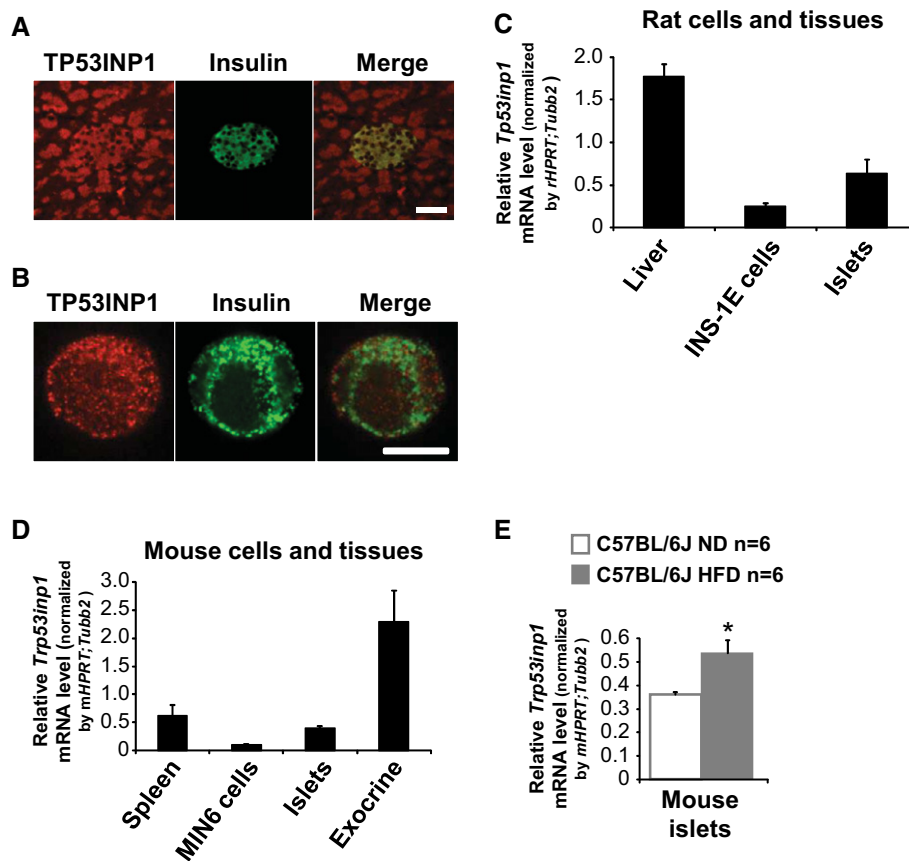 A
TP53INP1 Insulin Merge
B
TP53INP1 Insulin Merge
C
Rat cells and tissues
Relative Tp53inp1
mRNA level (normalized
by rHPRT;Tubb2)
2.0
1.5
1.0
0.5
0
Liver
INS-1E cells
Islets
D
Mouse cells and tissues
Relative Trp53inp1
mRNA level (normalized
by mHPRT;Tubb2)
3.0
2.5
2.0
1.5
1.0
0.5
0
Spleen
MIN6 cells
Islets
Exocrine
E
C57BL/6J ND n=6
C57BL/6J HFD n=6
Relative Trp53inp1
mRNA level (normalized
by mHPRT;Tubb2)
0.6
0.5
0.4
0.3
0.2
0.1
0
*
Mouse
islets